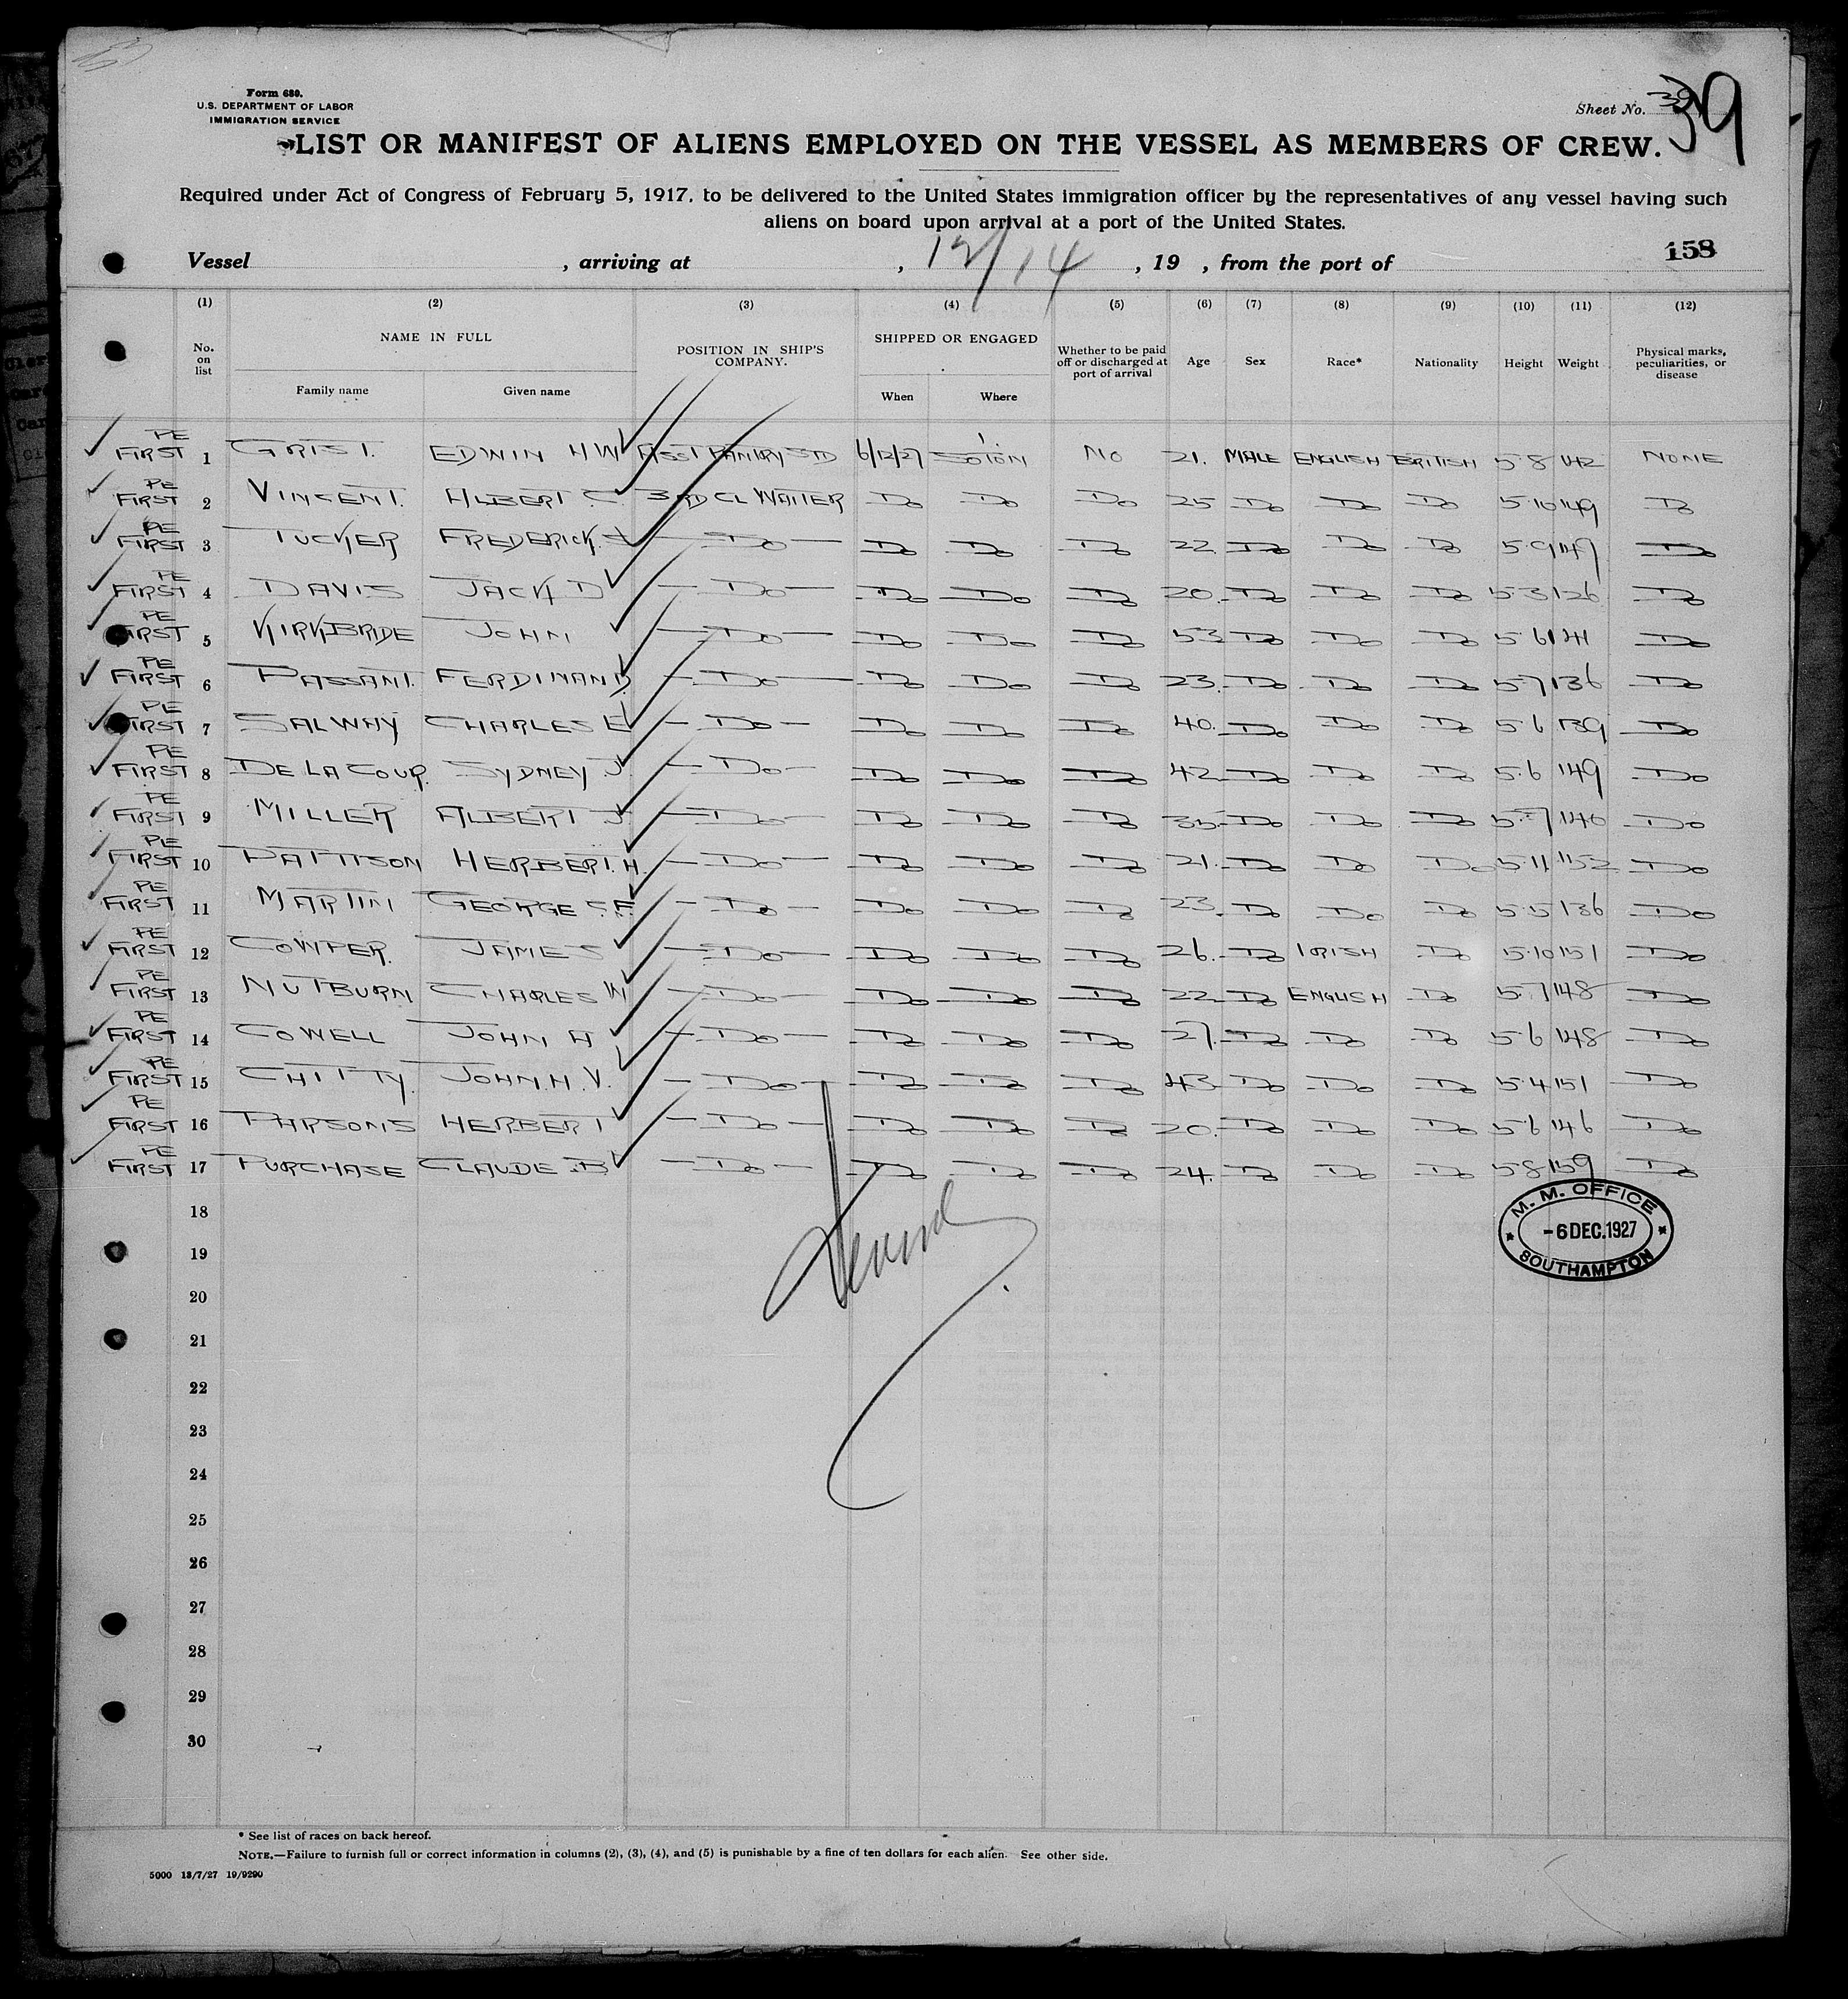 Form 680.
U.S. DEPARTMENT OF LABOR
IMMIGRATION SERVICE
Sheet No. 39
39
LIST OR MANIFEST OF ALIENS EMPLOYED ON THE VESSEL AS MEMBERS OF CREW.
Required under Act of Congress of February 5, 1917, to be delivered to the United States immigration officer by the representatives of any vessel having such
aliens on board upon arrival at a port of the United States.
158
Vessel , arriving at , 12/14 , 19 , from the port of
(1) (2) (3) (4) (5) (6) (7) (8) (9) (10) (11) (12)
No. on list NAME IN FULL Family name Given name POSITION IN SHIP'S COMPANY. SHIPPED OR ENGAGED When Where Whether to be paid off or discharged at port of arrival Age Sex Race* Nationality Height Weight Physical marks, peculiarities, or disease
PE FIRST 1 GRIST. EDWIN H W ASST PANTRY STD 6/12/27 SOTON NO 21. MALE ENGLISH BRITISH 5-8 142 NONE
PE FIRST 2 VINCENT. ALBERT C 3RD CL WAITER Do Do Do 25 Do Do Do 5-10 149 Do
PE FIRST 3 TUCKER FREDERICK. S Do Do Do Do 22. Do Do Do 5-9 147 Do
PE FIRST 4 DAVIS JACK D Do Do Do Do 20. Do Do Do 5-3 126 Do
PE FIRST 5 KIRKBRIDE JOHN Do Do Do Do 53 Do Do Do 5-6 141 Do
PE FIRST 6 PASSANT. FERDINAND Do Do Do Do 23. Do Do Do 5-7 136 Do
PE FIRST 7 SALWAY CHARLES E Do Do Do Do 40. Do Do Do 5-6 139 Do
PE FIRST 8 DE LA COUR. SYDNEY J Do Do Do Do 42 Do Do Do 5-6 149 Do
PE FIRST 9 MILLER ALBERT J Do Do Do Do 35. Do Do Do 5-7 140 Do
PE FIRST 10 PATTISON HERBERT. H. Do Do Do Do 21. Do Do Do 5-11 152 Do
PE FIRST 11 MARTIN GEORGE S.F. Do Do Do Do 23. Do Do Do 5-5 136 Do
PE FIRST 12 COWPER. JAMES Do Do Do Do 26. Do IRISH Do 5-10 151 Do
PE FIRST 13 NUTBURN CHARLES W Do Do Do Do 22 Do ENGLISH Do 5-7 148 Do
PE FIRST 14 COWELL JOHN H Do Do Do Do 27. Do Do Do 5-6 148 Do
PE FIRST 15 CHITTY. JOHN. H. V. Do Do Do Do 43 Do Do Do 5-4 151 Do
PE FIRST 16 PARSONS HERBERT Do Do Do Do 20. Do Do Do 5-6 146 Do
PE FIRST 17 PURCHASE CLAUDE B Do Do Do Do 24. Do Do Do 5-8 159 Do
M. M. OFFICE
-6 DEC. 1927
SOUTHAMPTON
18
19
20
21
22
23
24
25
26
27
28
29
30
* See list of races on back hereof.
NOTE.—Failure to furnish full or correct information in columns (2), (3), (4), and (5) is punishable by a fine of ten dollars for each alien. See other side.
5000 13/7/27 19/9290